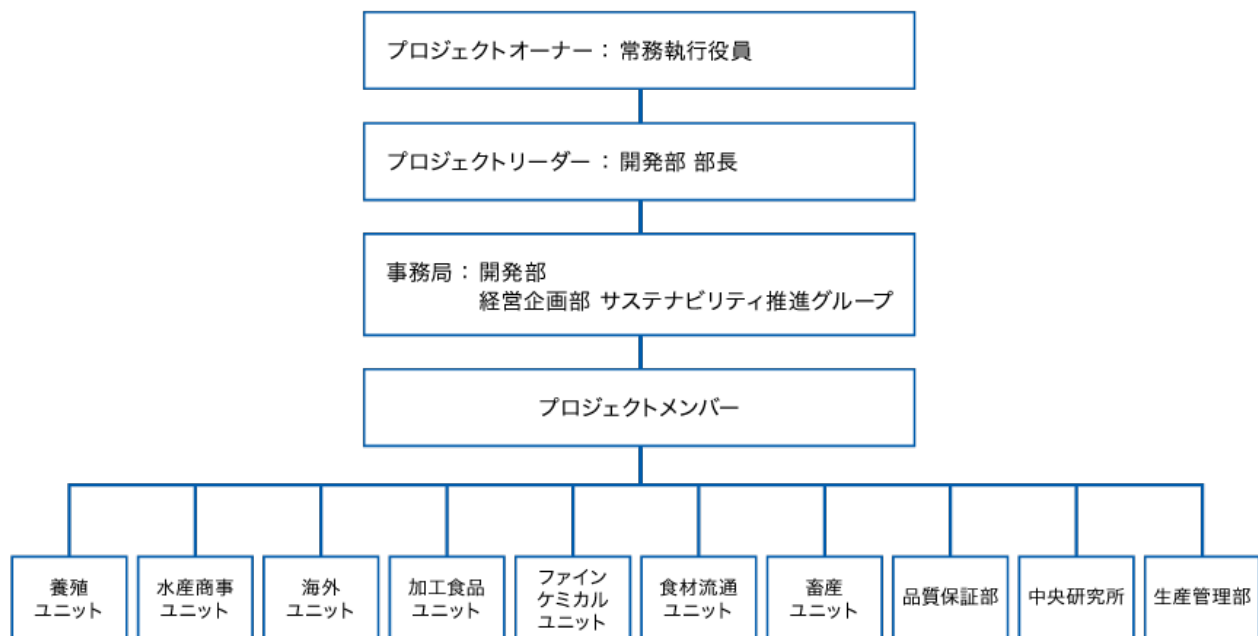 プロジェクトオーナー：常務執行役員
プロジェクトリーダー：開発部 部長
事務局：開発部
経営企画部 サステナビリティ推進グループ
プロジェクトメンバー
養殖
ユニット
水産商事
ユニット
海外
ユニット
加工食品
ユニット
ファイン
ケミカル
ユニット
食材流通
ユニット
畜産
ユニット
品質保証部
中央研究所
生産管理部